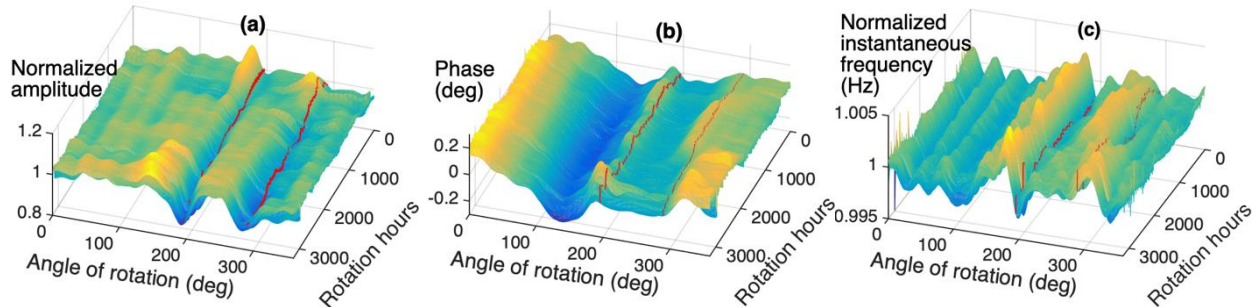 (a)
Normalized
amplitude
1.2
1
0.8
0
100
200
300
Angle of rotation (deg)
0
1000
2000
3000
Rotation hours
(b)
Phase
(deg)
0.2
0
-0.2
0
100
200
300
Angle of rotation (deg)
0
1000
2000
3000
Rotation hours
(c)
Normalized
instantaneous
frequency
(Hz)
1.005
1
0.995
0
100
200
300
Angle of rotation (deg)
0
1000
2000
3000
Rotation hours